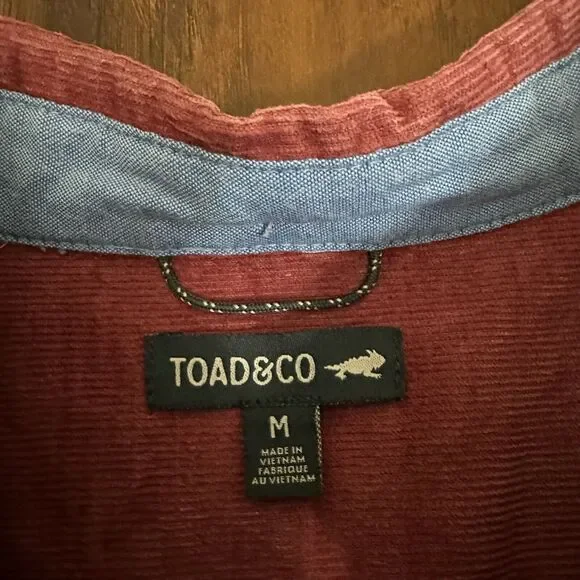 TOAD&CO
M
MADE IN
VIETNAM
FABRIQUE
AU VIETNAM